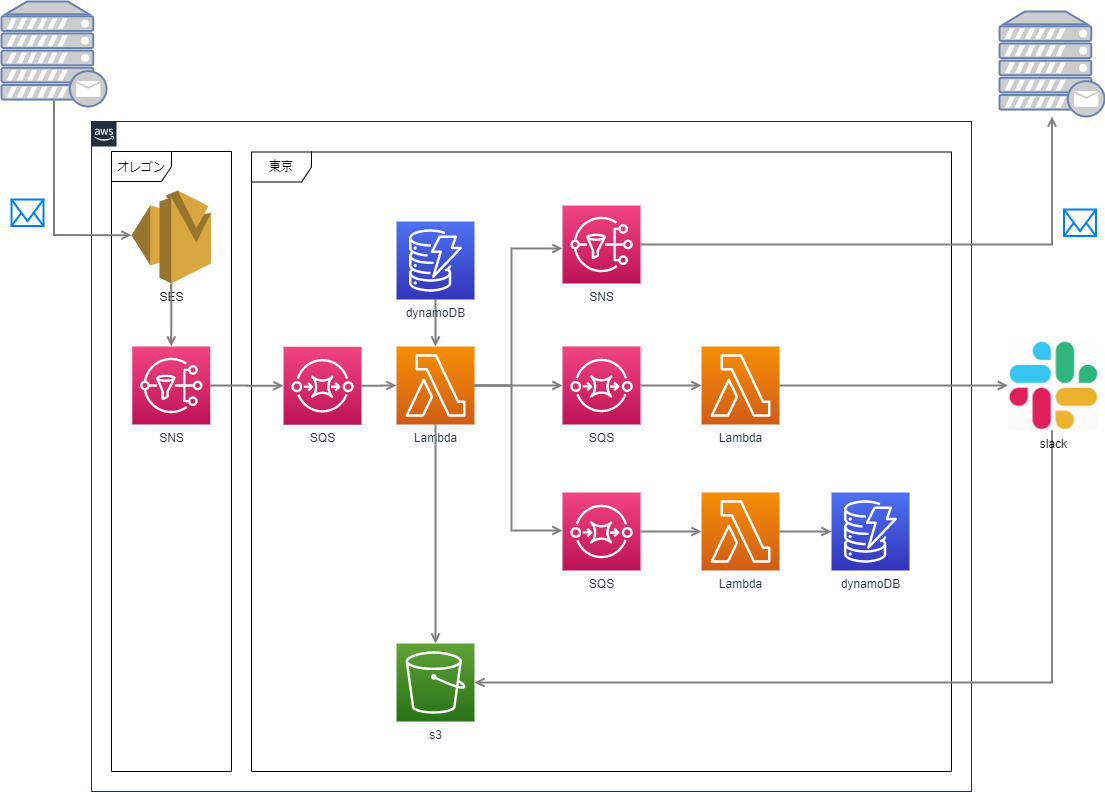 aws
オレゴン
東京
SES
dynamoDB
SNS
SNS
SQS
Lambda
SQS
Lambda
slack
SQS
Lambda
dynamoDB
s3